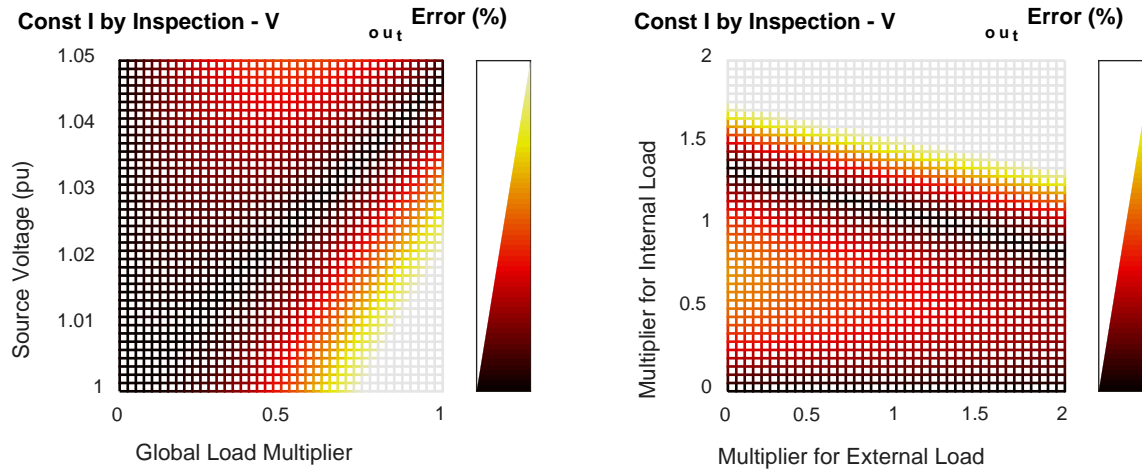 Const I by Inspection - V out Error (%)
1.05
1.04
1.03
1.02
1.01
1
Source Voltage (pu)
0 0.5 1
Global Load Multiplier
Const I by Inspection - V out Error (%)
2
1.5
1
0.5
0
Multiplier for Internal Load
0 0.5 1 1.5 2
Multiplier for External Load